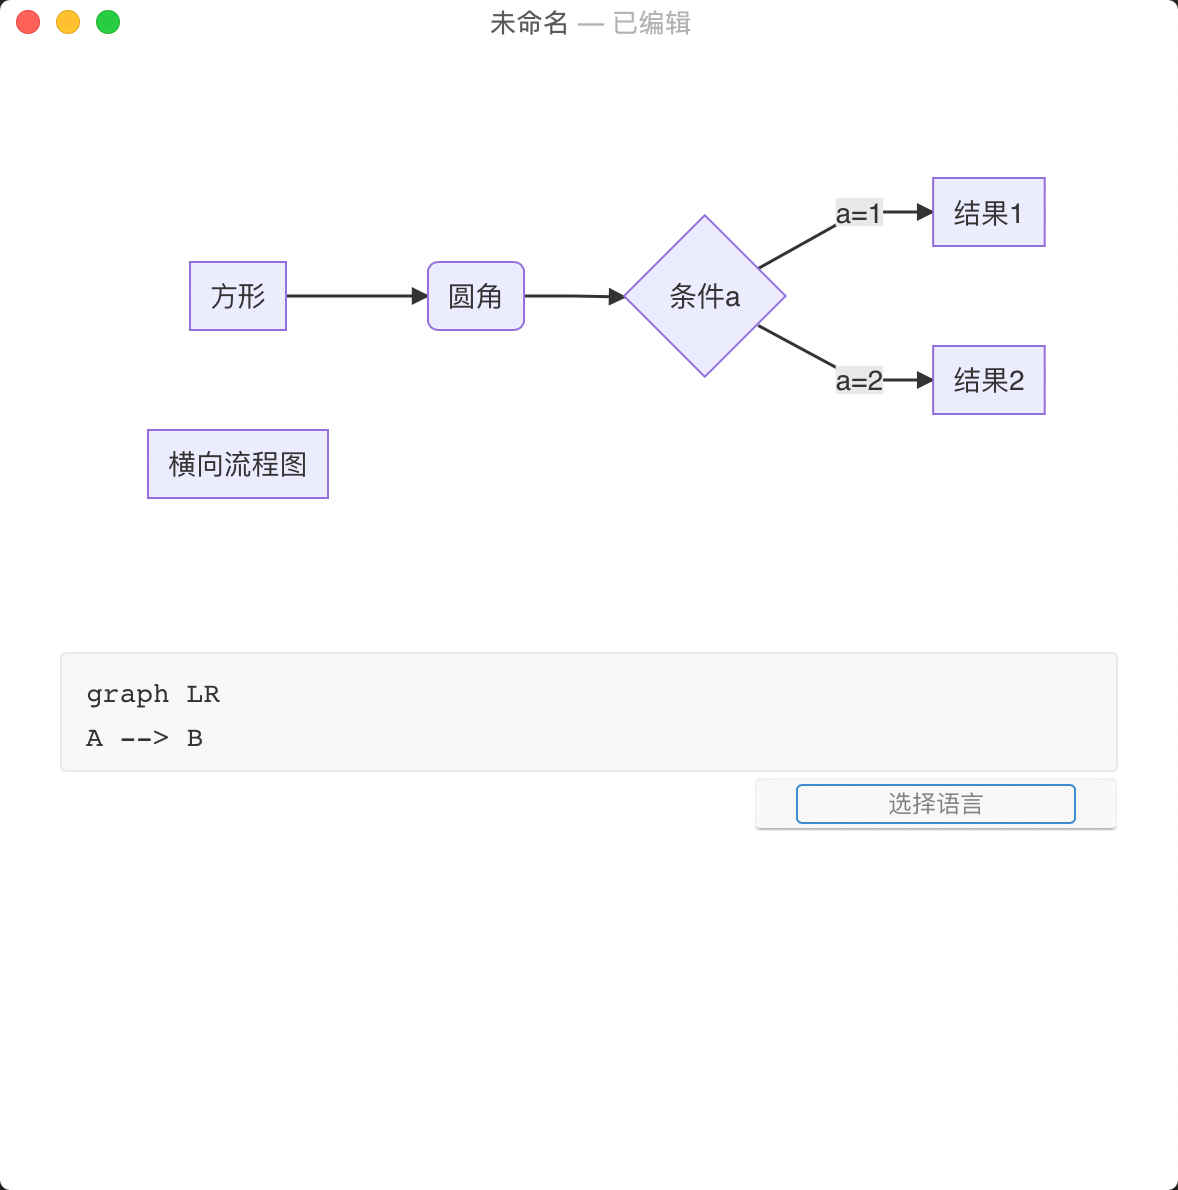 未命名 — 已编辑
方形
圆角
条件a
a=1
结果1
a=2
结果2
横向流程图
graph LR
A --> B
选择语言